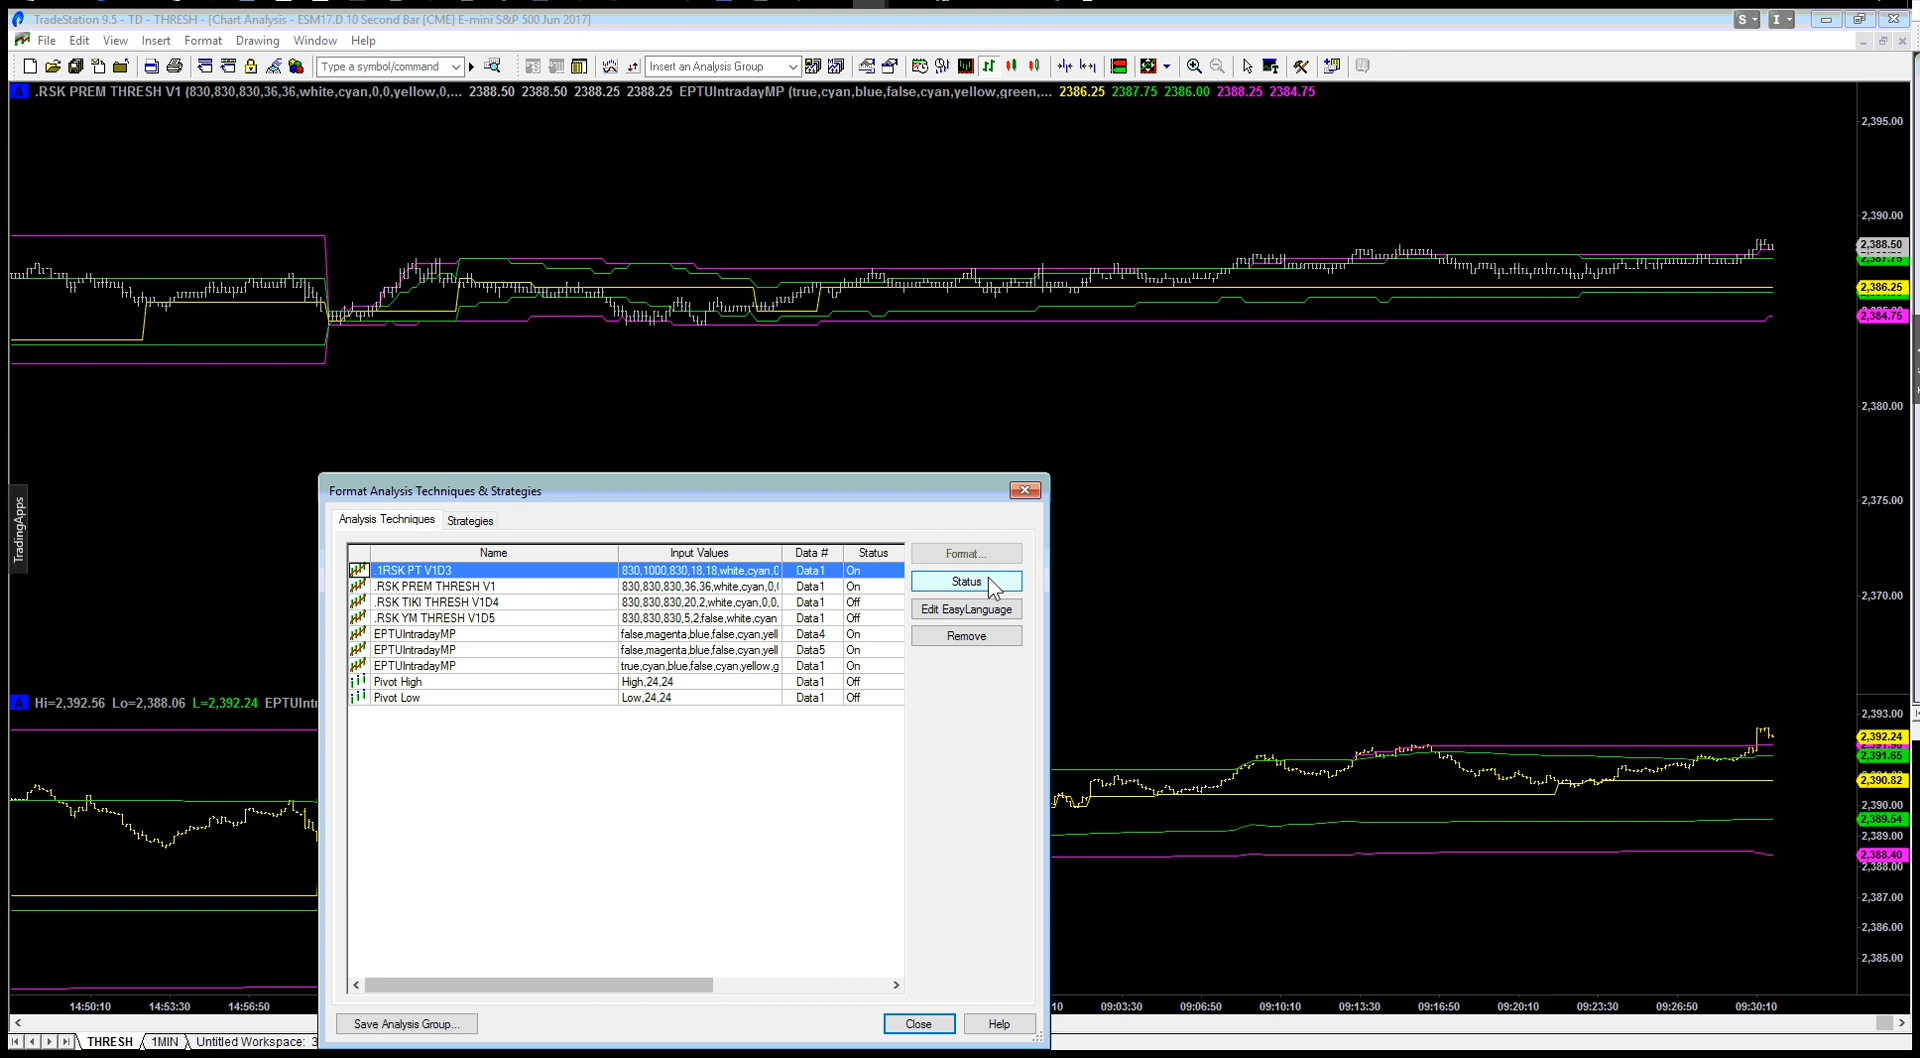 TradeStation 9.5 - TD - THRESH - [Chart Analysis - ESM17.D 10 Second Bar [CME] E-mini S&P 500 Jun 2017]
S
I
File Edit View Insert Format Drawing Window Help
Type a symbol/command
Insert an Analysis Group
A .RSK PREM THRESH V1 (830,830,830,36,36,white,cyan,0,0,yellow,0,... 2388.50 2388.50 2388.25 2388.25 EPTUIntradayMP (true,cyan,blue,false,cyan,yellow,green,... 2386.25 2387.75 2386.00 2388.25 2384.75
2,395.00
2,390.00
2,388.50
2,387.75
2,386.25
2,384.75
2,380.00
2,375.00
2,370.00
TradingApps
Format Analysis Techniques & Strategies
Analysis Techniques Strategies
Name Input Values Data # Status
.1RSK PT V1D3 830,1000,830,18,18,white,cyan,0 Data1 On
.RSK PREM THRESH V1 830,830,830,36,36,white,cyan,0,( Data1 On
.RSK TIKI THRESH V1D4 830,830,830,20,2,white,cyan,0,0, Data1 Off
.RSK YM THRESH V1D5 830,830,830,5,2,false,white,cyan Data1 Off
EPTUIntradayMP false,magenta,blue,false,cyan,yell Data4 On
EPTUIntradayMP false,magenta,blue,false,cyan,yell Data5 On
EPTUIntradayMP true,cyan,blue,false,cyan,yellow,g Data1 On
Pivot High High,24,24 Data1 Off
Pivot Low Low,24,24 Data1 Off
Format...
Status
Edit EasyLanguage
Remove
Save Analysis Group...
Close
Help
A Hi=2,392.56 Lo=2,388.06 L=2,392.24 EPTUInt
2,393.00
2,392.24
2,391.65
2,390.82
2,390.00
2,389.54
2,389.00
2,388.40
2,388.00
2,387.00
2,386.00
2,385.00
14:50:10 14:53:30 14:56:50 :10 09:03:30 09:06:50 09:10:10 09:13:30 09:16:50 09:20:10 09:23:30 09:26:50 09:30:10
THRESH 1MIN Untitled Workspace: 3